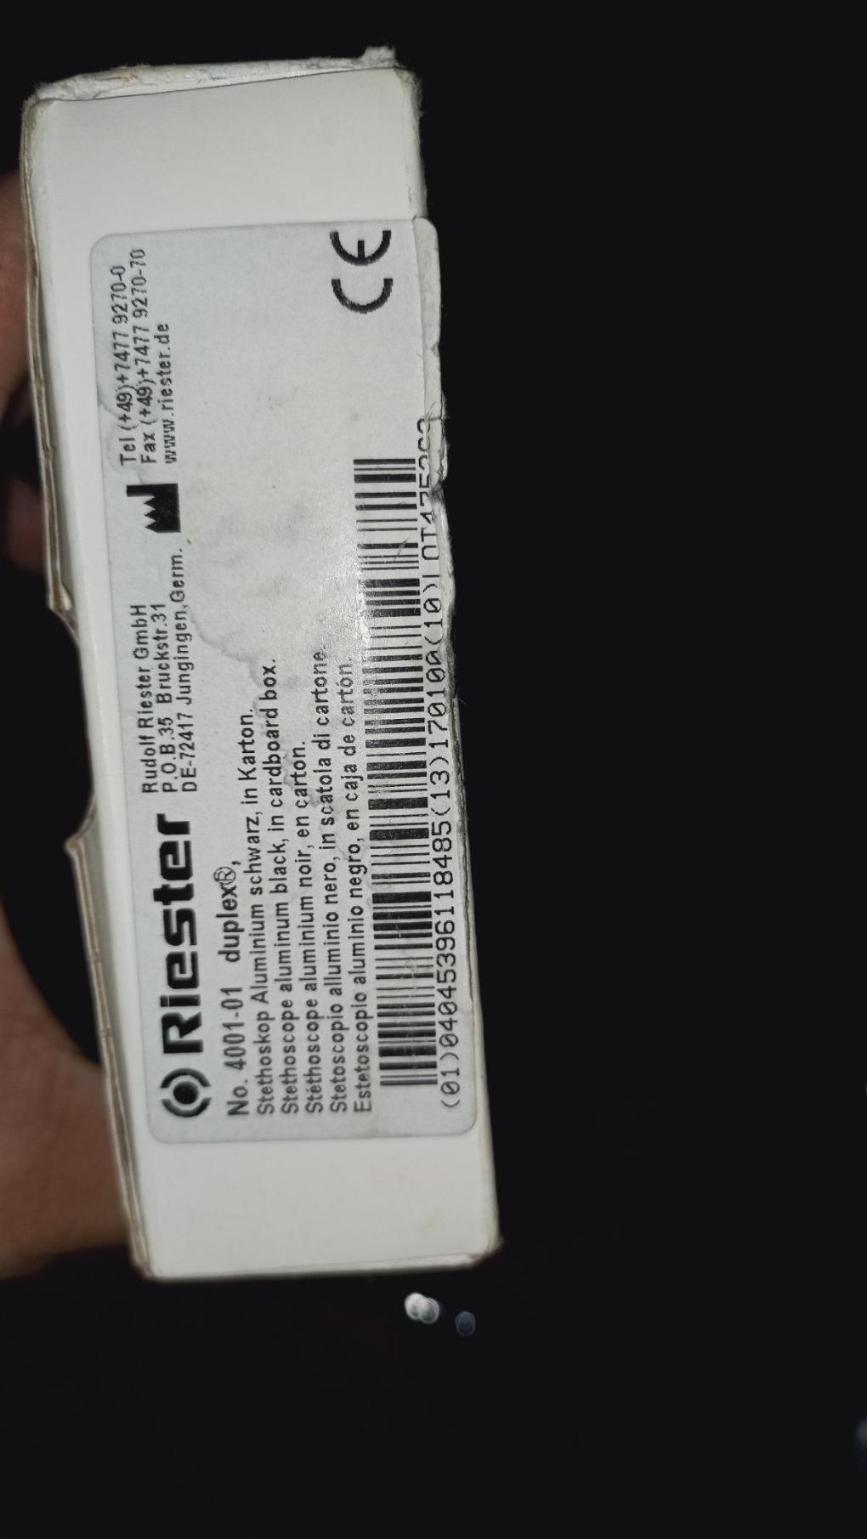 Riester
Rudolf Riester GmbH
P.O.B.35 Bruckstr.31
DE-72417 Jungingen,Germ.
Tel (+49)+7477 9270-0
Fax (+49)+7477 9270-70
www.riester.de
No. 4001-01 duplex®,
Stethoskop Aluminium schwarz, in Karton.
Stethoscope aluminum black, in cardboard box.
Stéthoscope aluminium noir, en carton.
Stetoscopio alluminio nero, in scatola di cartone.
Estetoscopio aluminio negro, en caja de cartón.
CE
(01)04045396118485(13)170100(10)